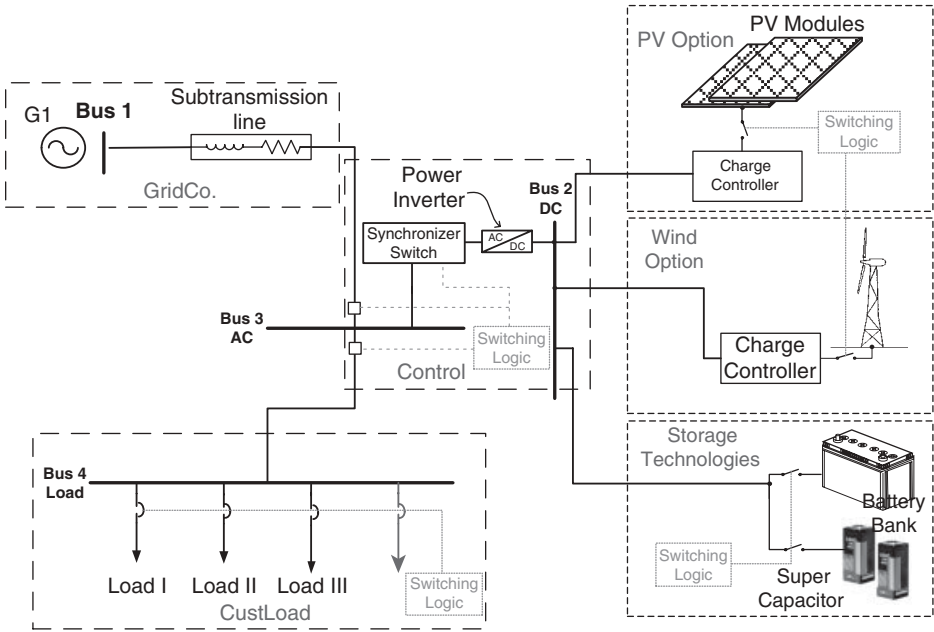 PV Modules
PV Option
Switching
Logic
Charge
Controller
Subtransmission
line
G1
Bus 1
GridCo.
Power
Inverter
Bus 2
DC
Synchronizer
Switch
AC
DC
Wind
Option
Bus 3
AC
Switching
Logic
Control
Charge
Controller
Storage
Technologies
Battery
Bank
Switching
Logic
Super
Capacitor
Bus 4
Load
Load I
Load II
Load III
Switching
Logic
CustLoad